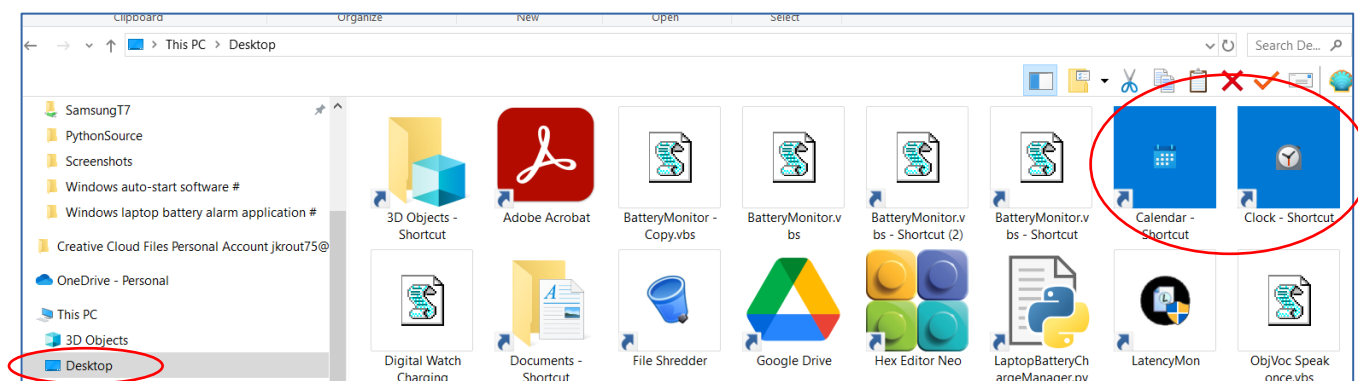 Clipboard Organize New Open Select
This PC > Desktop
Search De...
SamsungT7
PythonSource
Screenshots
Windows auto-start software #
Windows laptop battery alarm application #
Creative Cloud Files Personal Account jkrout75@
OneDrive - Personal
This PC
3D Objects
Desktop
3D Objects -
Shortcut
Adobe Acrobat
BatteryMonitor -
Copy.vbs
BatteryMonitor.v
bs
BatteryMonitor.v
bs - Shortcut (2)
BatteryMonitor.v
bs - Shortcut
Calendar -
Shortcut
Clock - Shortcut
Digital Watch
Charging
Documents -
Shortcut
File Shredder
Google Drive
Hex Editor Neo
LaptopBatteryCh
argeManager.py
LatencyMon
ObjVoc Speak
once.vbs